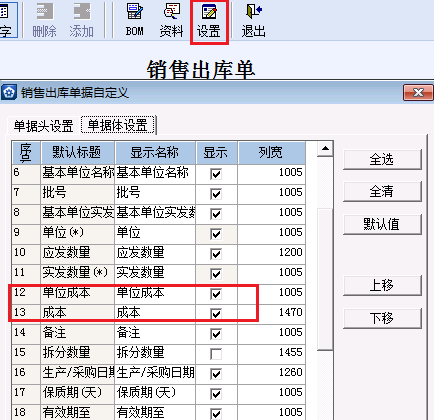 字 删除 添加 BOM 资料 设置 退出
销售出库单
销售出库单据自定义
单据头设置 单据体设置
序号 默认标题 显示名称 显示 列宽
6 基本单位名称 基本单位名称 1005
7 批号 批号 1005
8 基本单位实发 基本单位实发数 1005
9 单位(*) 单位 1005
10 应发数量 应发数量 1200
11 实发数量(*) 实发数量 1005
12 单位成本 单位成本 1005
13 成本 成本 1470
14 备注 备注 1005
15 拆分数量 拆分数量 1455
16 生产/采购日期 生产/采购日期 1260
17 保质期(天) 保质期(天) 1005
18 有效期至 有效期至 1005
全选
全清
默认值
上移
下移